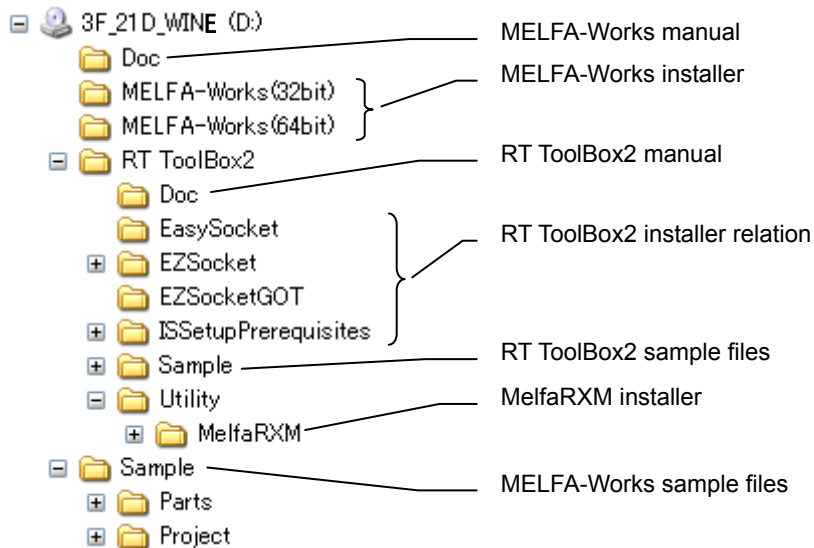 3F_21D_WINE (D:)
Doc
MELFA-Works manual
MELFA-Works(32bit)
MELFA-Works installer
MELFA-Works(64bit)
RT ToolBox2
Doc
RT ToolBox2 manual
EasySocket
EZSocket
RT ToolBox2 installer relation
EZSocketGOT
ISSetupPrerequisites
Sample
RT ToolBox2 sample files
Utility
MelfaRXM
MelfaRXM installer
Sample
MELFA-Works sample files
Parts
Project